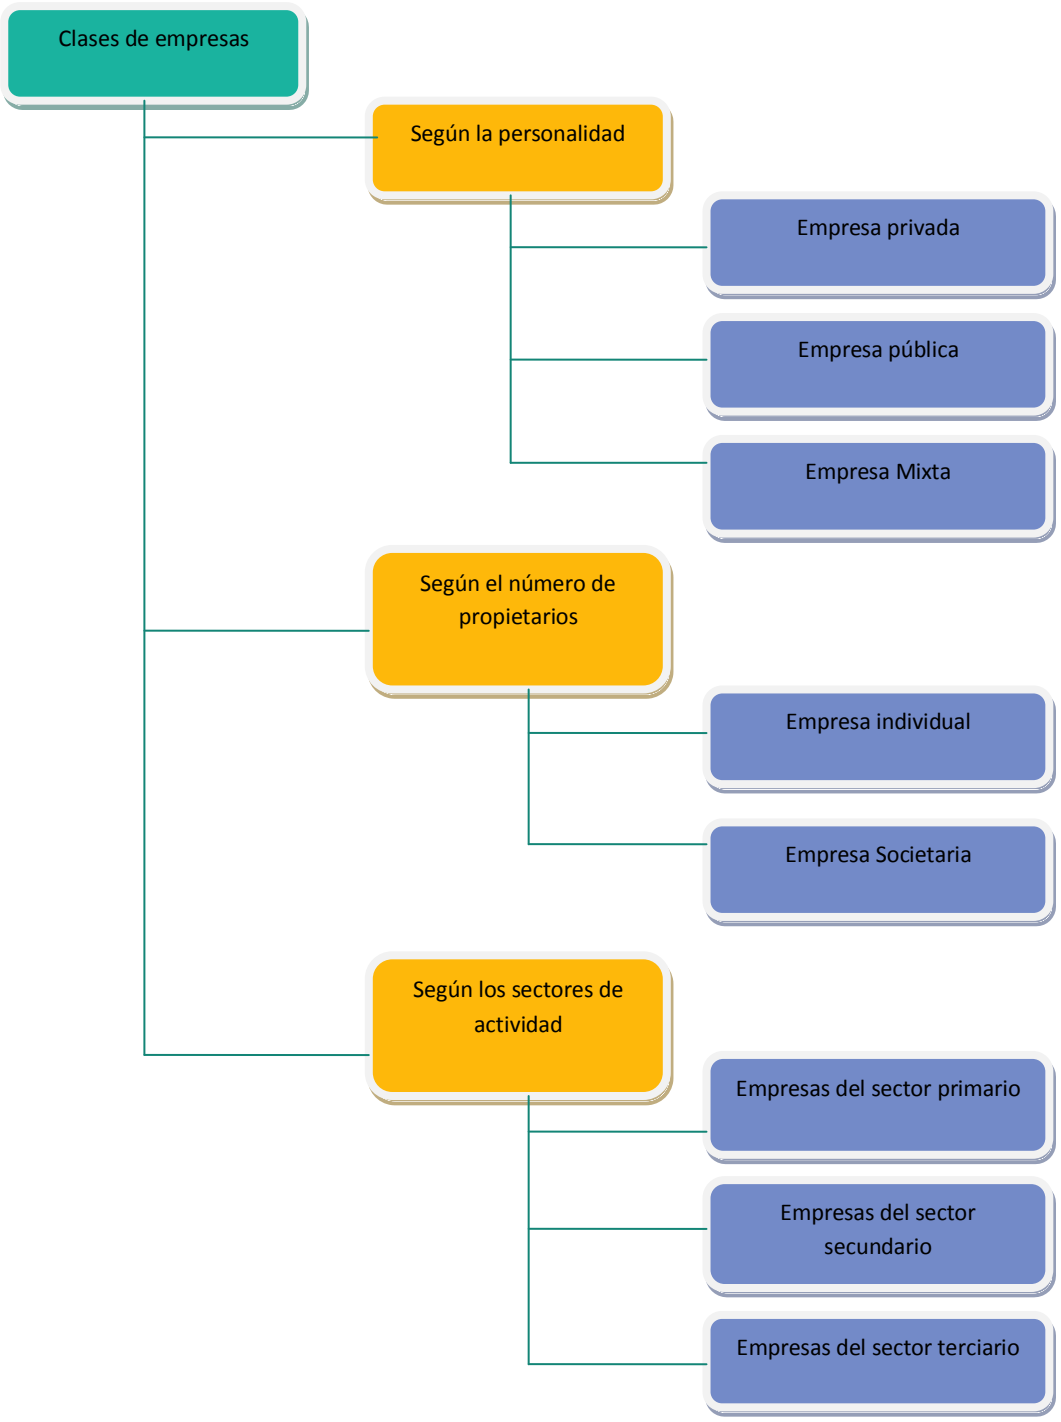 Clases de empresas
Según la personalidad
Empresa privada
Empresa pública
Empresa Mixta
Según el número de
propietarios
Empresa individual
Empresa Societaria
Según los sectores de
actividad
Empresas del sector primario
Empresas del sector
secundario
Empresas del sector terciario